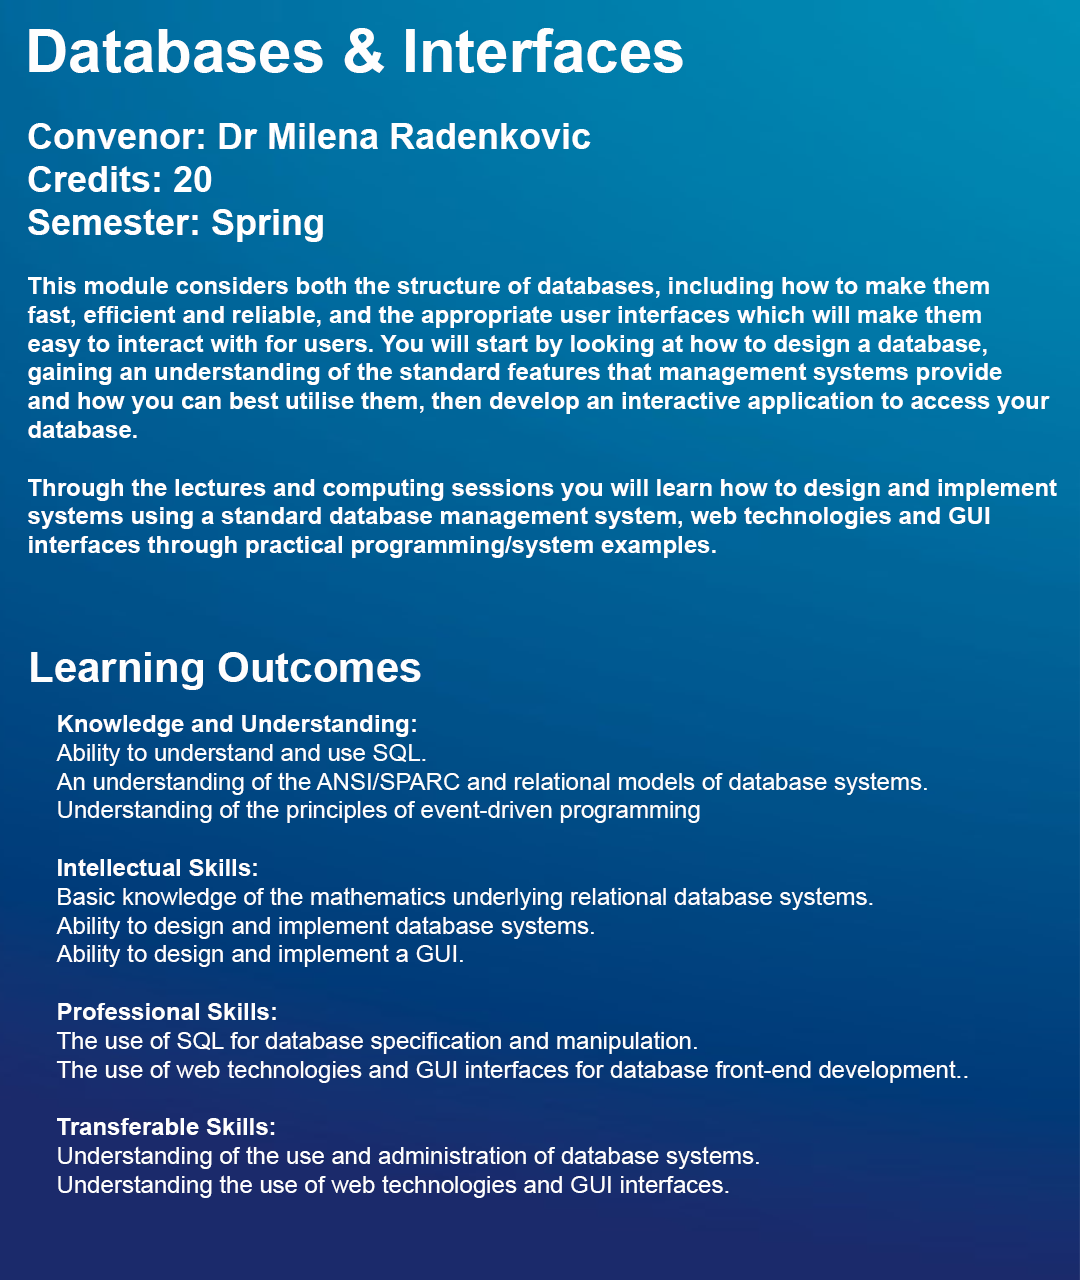 Databases & Interfaces
Convenor: Dr Milena Radenkovic
Credits: 20
Semester: Spring
This module considers both the structure of databases, including how to make them
fast, efficient and reliable, and the appropriate user interfaces which will make them
easy to interact with for users. You will start by looking at how to design a database,
gaining an understanding of the standard features that management systems provide
and how you can best utilise them, then develop an interactive application to access your
database.
Through the lectures and computing sessions you will learn how to design and implement
systems using a standard database management system, web technologies and GUI
interfaces through practical programming/system examples.
Learning Outcomes
Knowledge and Understanding:
Ability to understand and use SQL.
An understanding of the ANSI/SPARC and relational models of database systems.
Understanding of the principles of event-driven programming
Intellectual Skills:
Basic knowledge of the mathematics underlying relational database systems.
Ability to design and implement database systems.
Ability to design and implement a GUI.
Professional Skills:
The use of SQL for database specification and manipulation.
The use of web technologies and GUI interfaces for database front-end development..
Transferable Skills:
Understanding of the use and administration of database systems.
Understanding the use of web technologies and GUI interfaces.